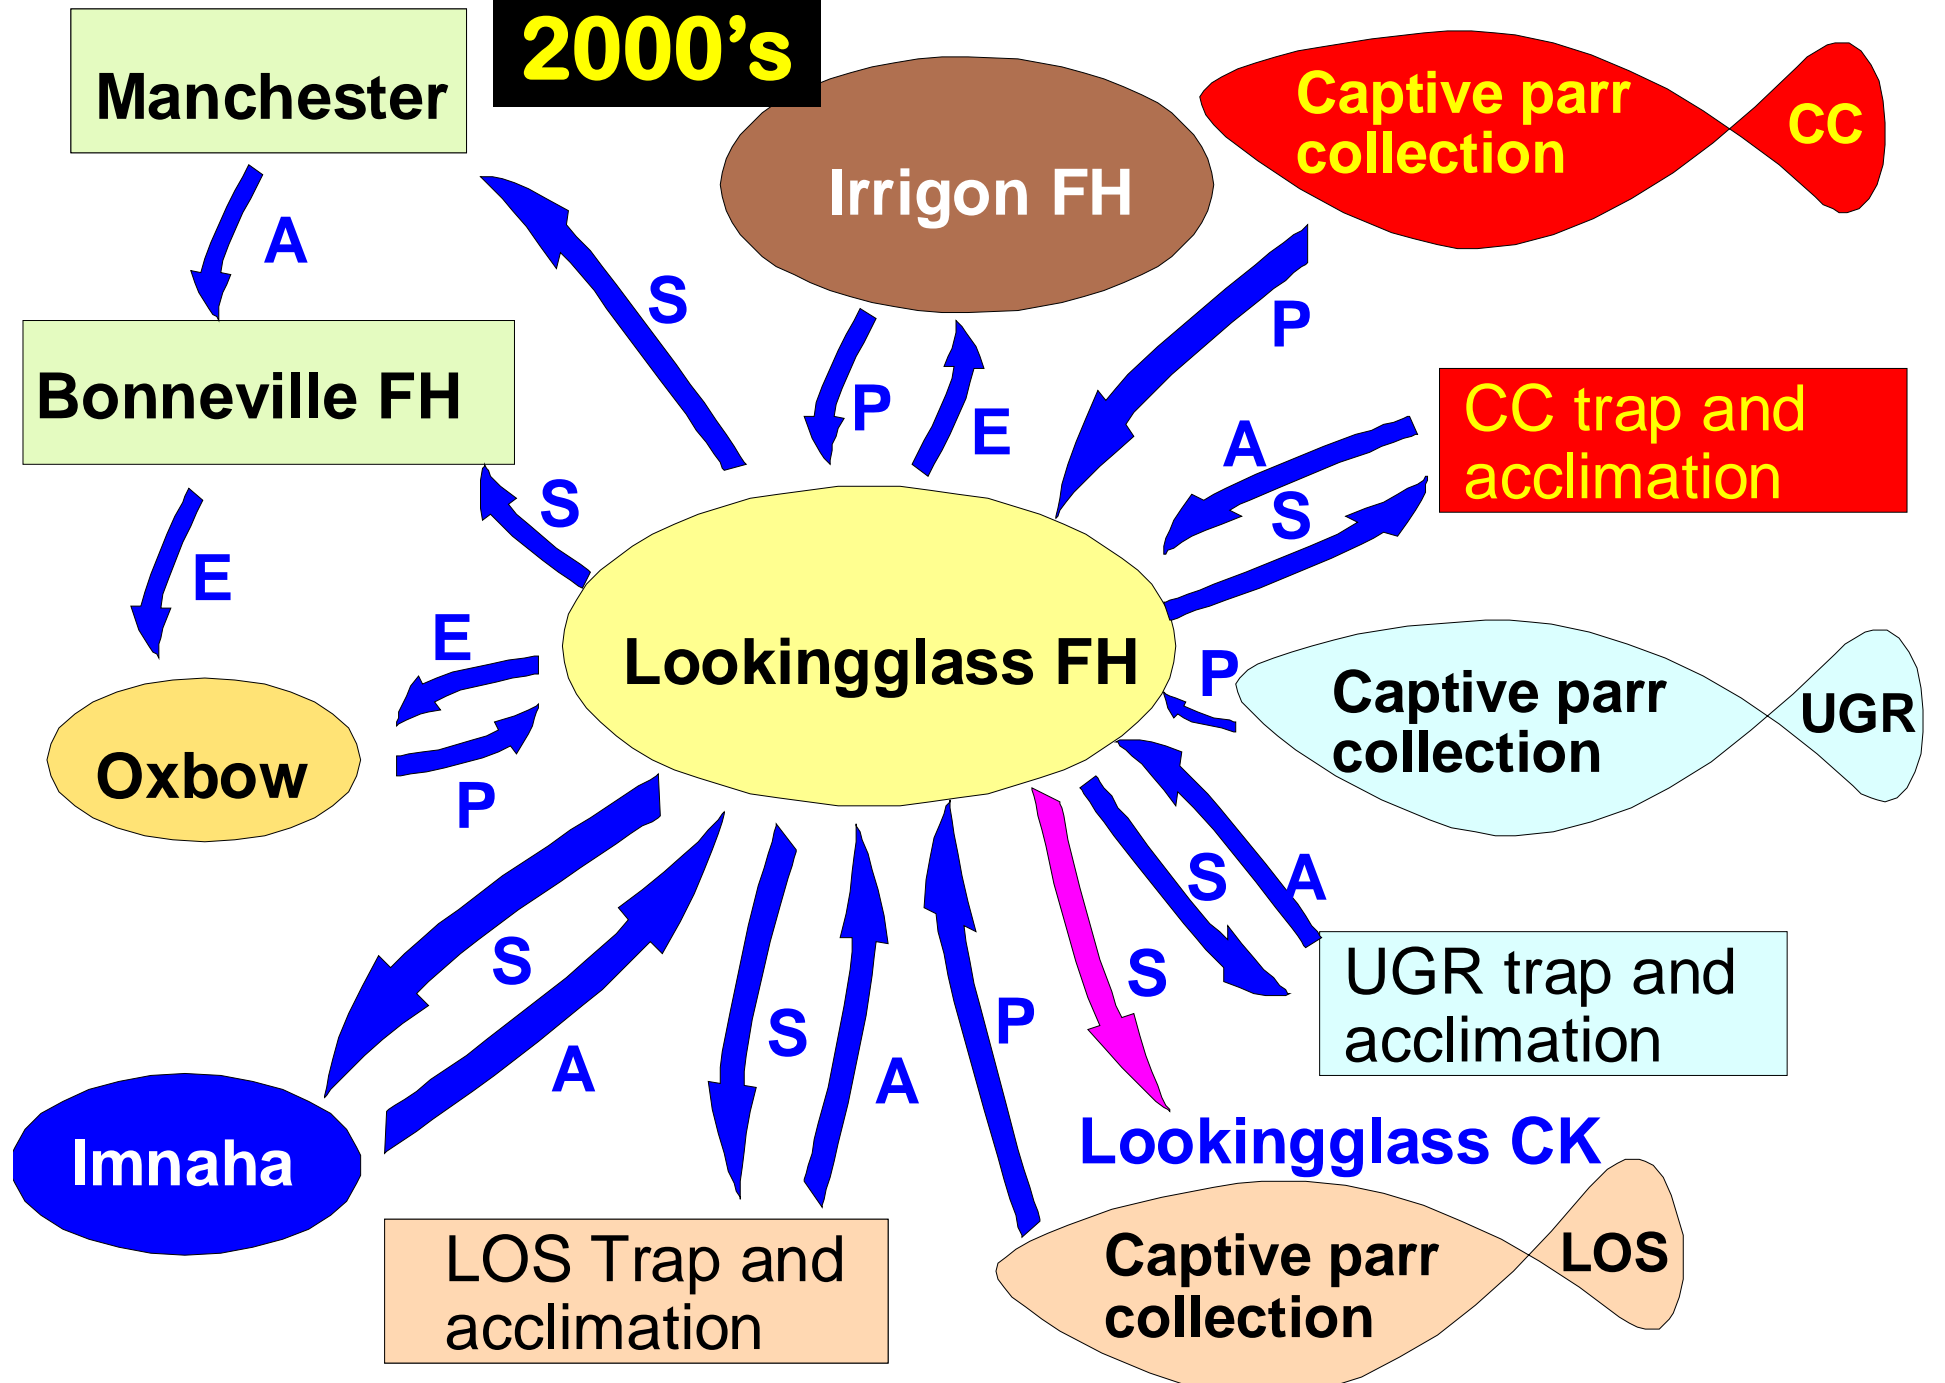 2000's
Manchester
Irrigon FH
Captive parr
collection
CC
A
S
P
P
E
Bonneville FH
CC trap and
acclimation
A
S
S
E
E
Lookingglass FH
P
Captive parr
collection
UGR
Oxbow
P
S
A
S
A
S
A
P
S
UGR trap and
acclimation
Imnaha
Lookingglass CK
LOS Trap and
acclimation
Captive parr
collection
LOS